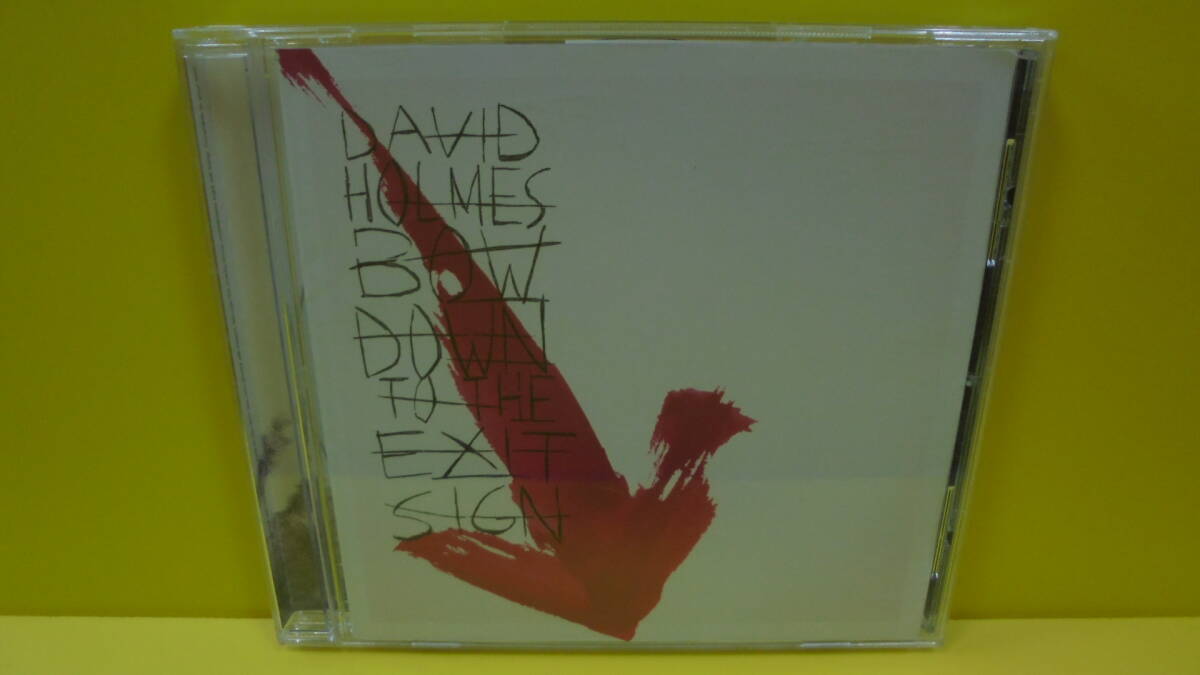 DAVID
HOLMES
BOW
DOWN
TO THE
EXIT
SIGN